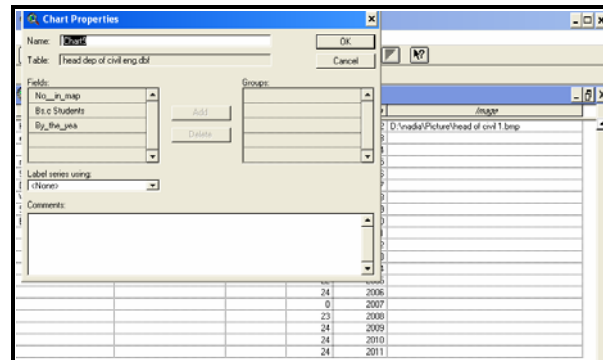 Chart Properties
Name: Chart5
OK
Table: head dep of civil eng.dbf
Cancel
Fields:
Groups:
No__in_map
Bs.c Students
By_the_yea
Add
Delete
Label series using:
<None>
Comments:
Image
D:\nadia\Picture\head of civil 1.bmp
24 2006
0 2007
23 2008
24 2009
24 2010
24 2011